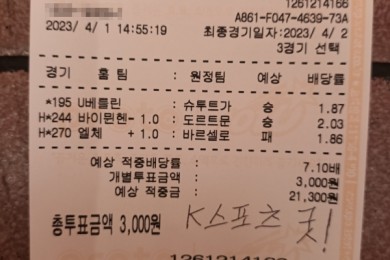 1261214166
A861-F047-4639-73A
2023/ 4/ 1 14:55:19 최종경기일자:2023/ 4/ 2
3경기 선택
경기 홈 팀 : 원정팀 예상 배당률
*195 U베를린 : 슈투트가 승 1.87
H*244 바이뮌헨- 1.0 : 도르트문 승 2.03
H*270 엘체 + 1.0 : 바르셀로 패 1.86
예상 적중배당률 : 7.10배
개별투표금액 : 3,000원
예상 적중금 : 21,300원
총투표금액 3,000원 K스포츠 굿!